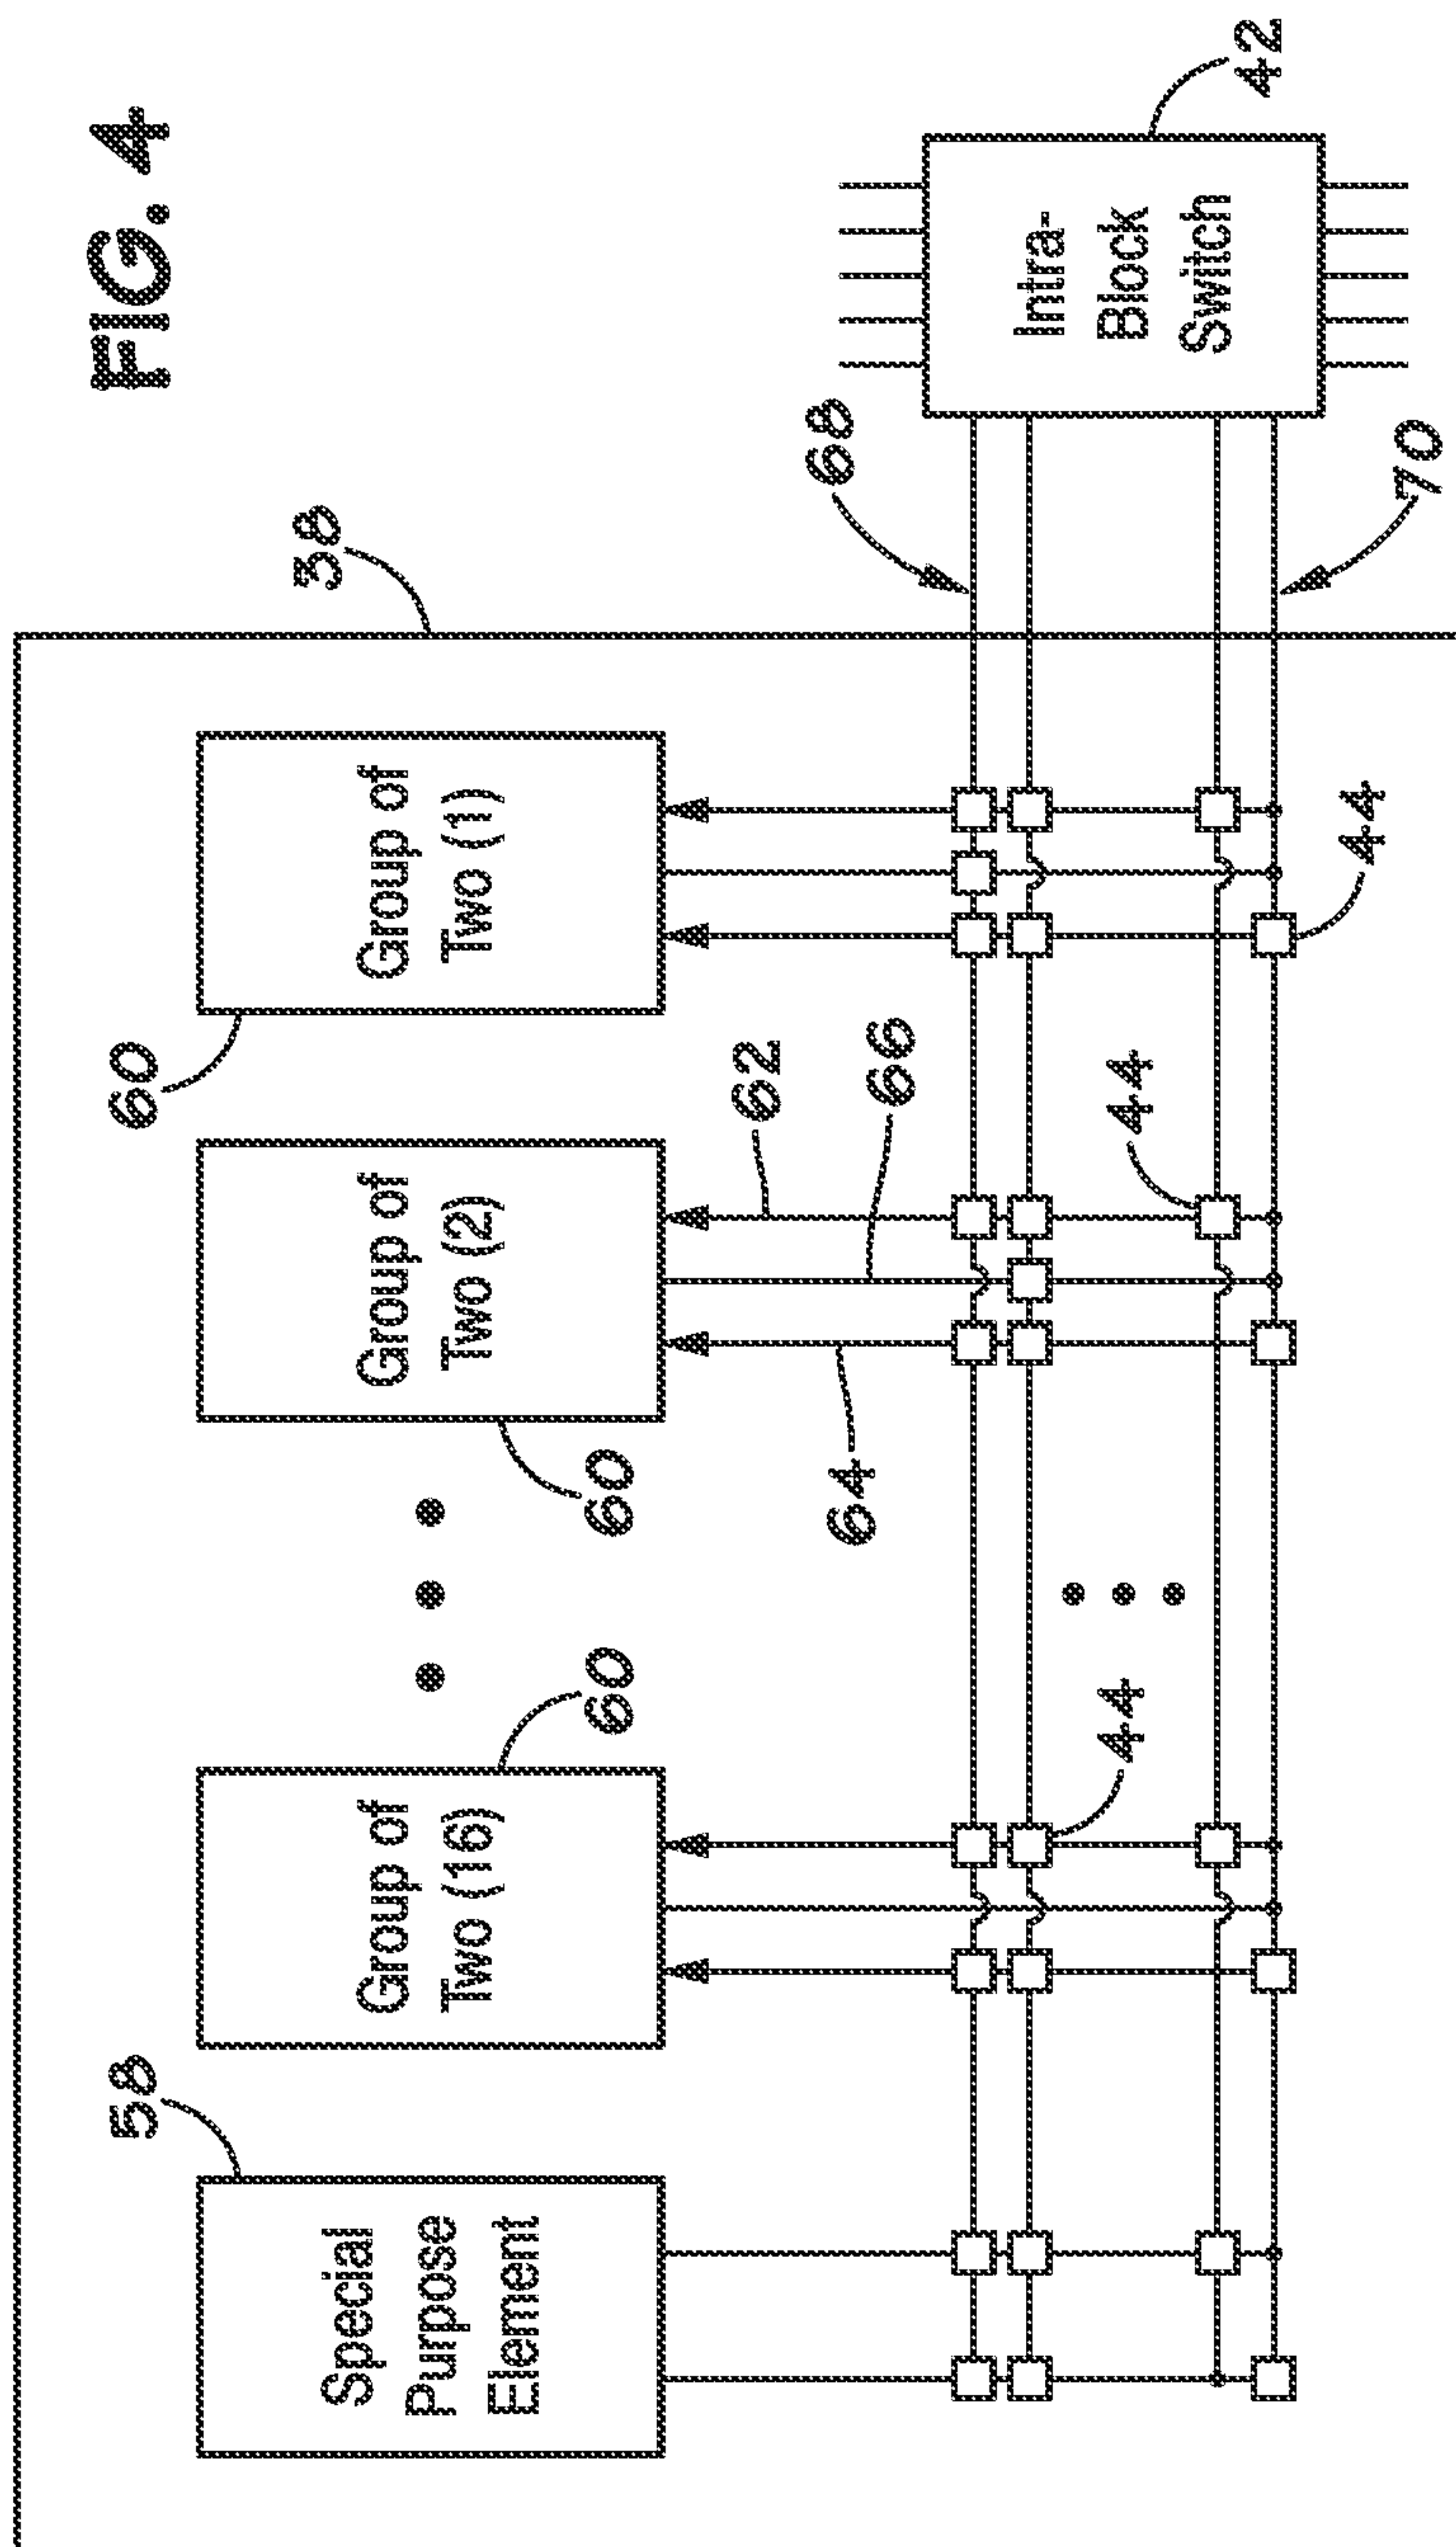 FIG. 4
58
60
38
Special
Purpose
Element
Group of
Two (16)
Group of
Two (2)
Group of
Two (1)
60
60
62
64
66
68
44
44
44
70
Intra-
Block
Switch
42